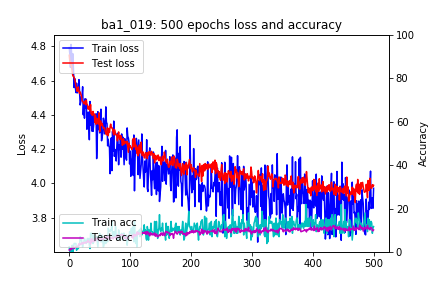 ba1_019: 500 epochs loss and accuracy
4.8
4.6
4.4
4.2
4.0
3.8
Loss
Train loss
Test loss
Train acc
Test acc
100
80
60
40
20
0
Accuracy
0 100 200 300 400 500